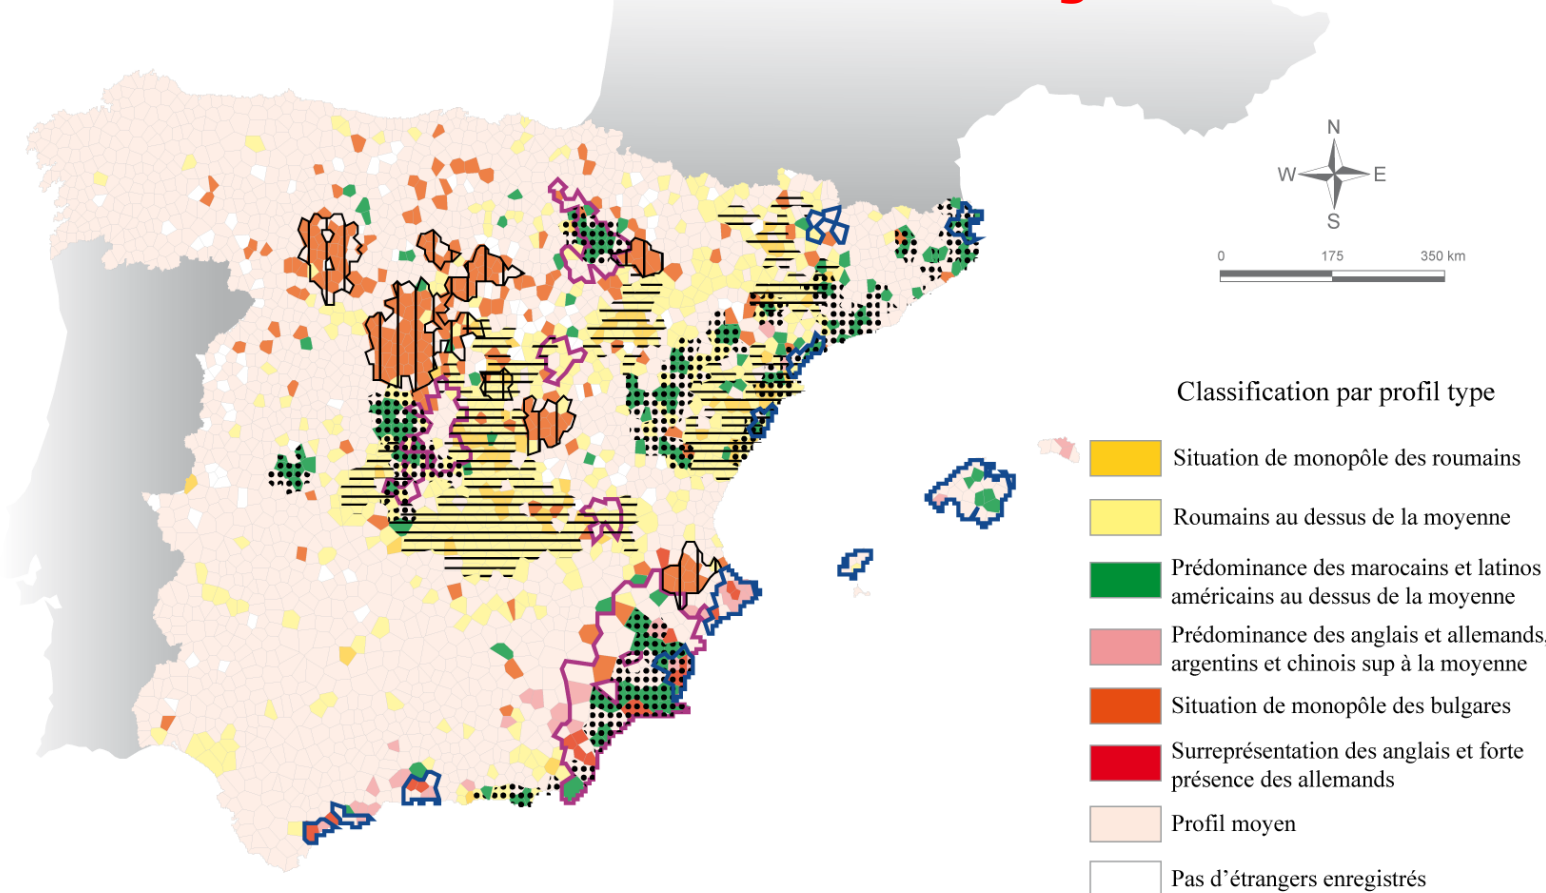 N
W E
S
0 175 350 km
Classification par profil type
Situation de monopôle des roumains
Roumains au dessus de la moyenne
Prédominance des marocains et latinos
américains au dessus de la moyenne
Prédominance des anglais et allemands,
argentins et chinois sup à la moyenne
Situation de monopôle des bulgares
Surreprésentation des anglais et forte
présence des allemands
Profil moyen
Pas d'étrangers enregistrés